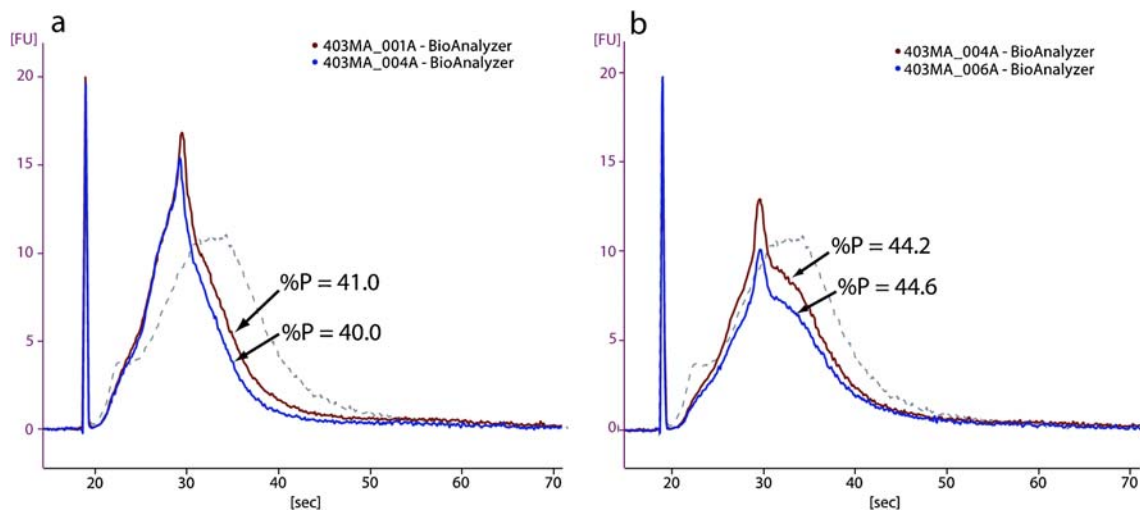 a
[FU]
403MA_001A - BioAnalyzer
403MA_004A - BioAnalyzer
20
15
10
5
0
%P = 41.0
%P = 40.0
20 30 40 50 60 70
[sec]
b
[FU]
403MA_004A - BioAnalyzer
403MA_006A - BioAnalyzer
20
15
10
5
0
%P = 44.2
%P = 44.6
20 30 40 50 60 70
[sec]